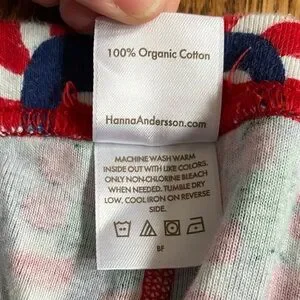 100% Organic Cotton
HannaAndersson.com
MACHINE WASH WARM
INSIDE OUT WITH LIKE COLORS.
ONLY NON-CHLORINE BLEACH
WHEN NEEDED. TUMBLE DRY
LOW. COOL IRON ON REVERSE
SIDE.
BF